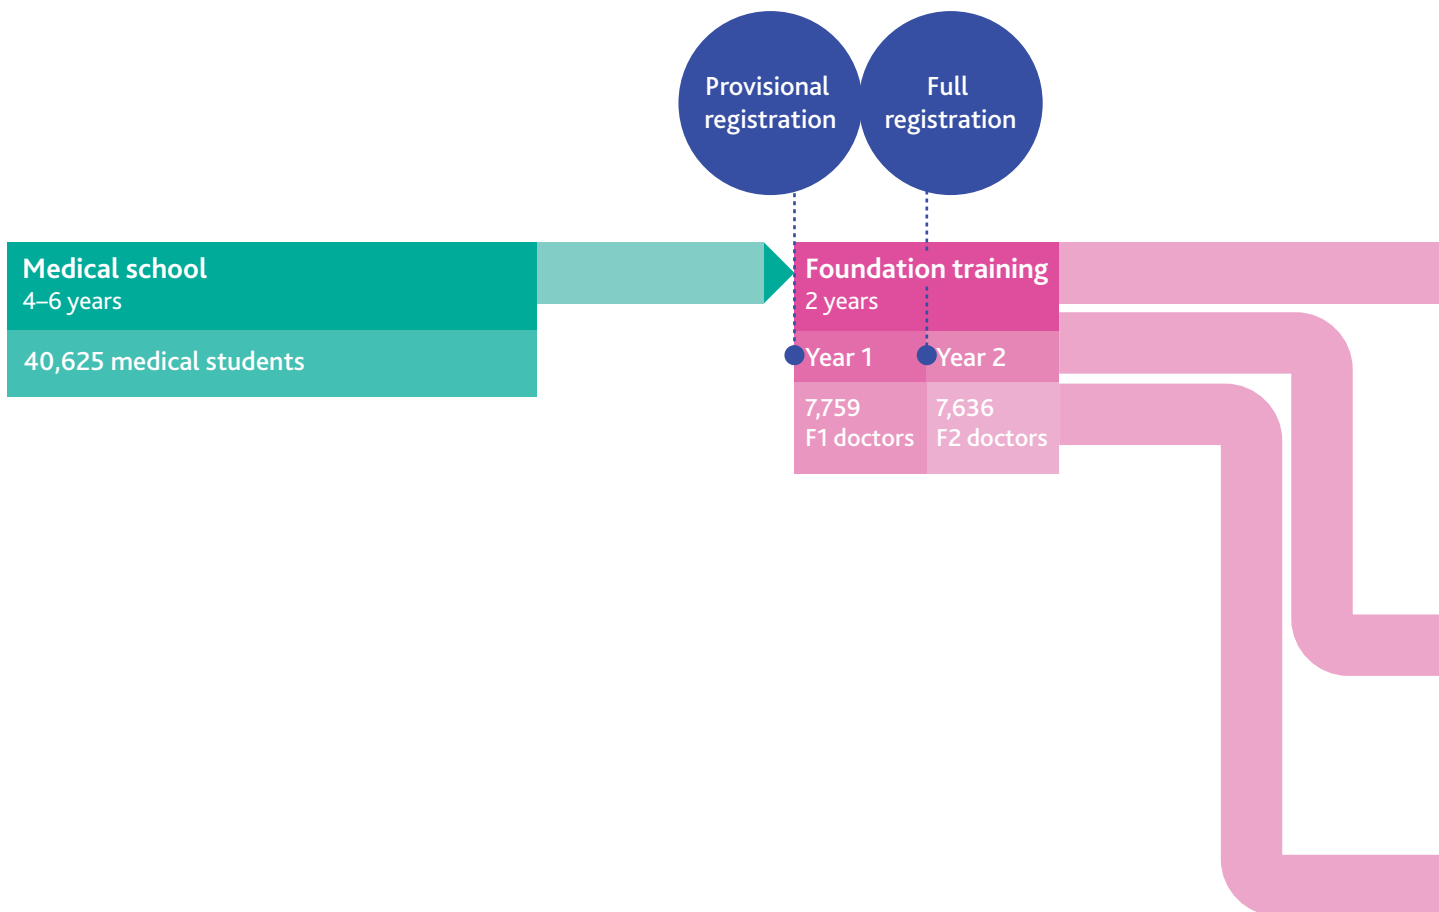 Provisional
registration
Full
registration
Medical school
4–6 years
40,625 medical students
Foundation training
2 years
Year 1
Year 2
7,759
F1 doctors
7,636
F2 doctors